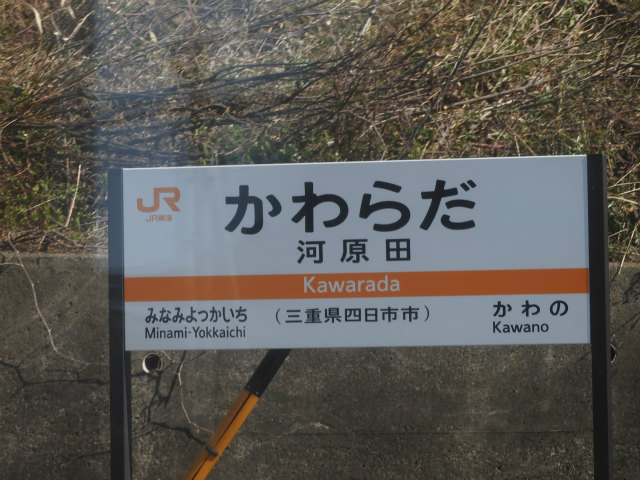 JR
JR東海
かわらだ
河原田
Kawarada
みなみよっかいち
Minami-Yokkaichi
(三重県四日市市)
かわの
Kawano